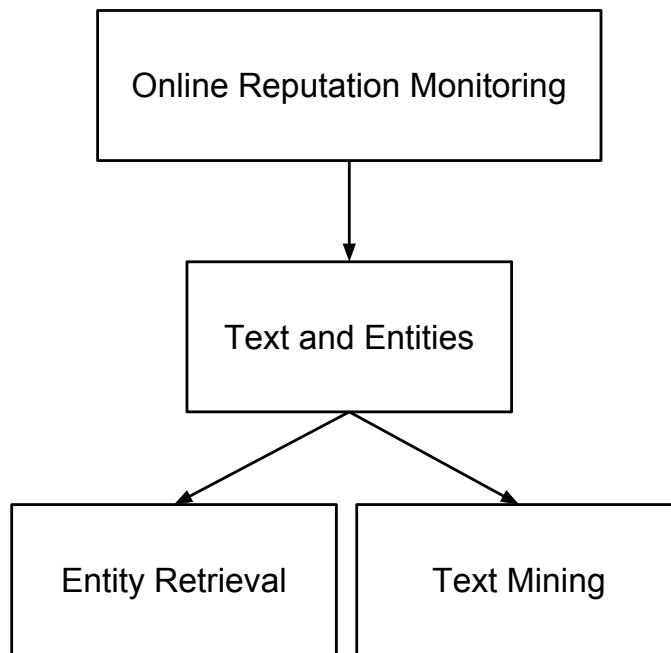 Online Reputation Monitoring
Text and Entities
Entity Retrieval
Text Mining